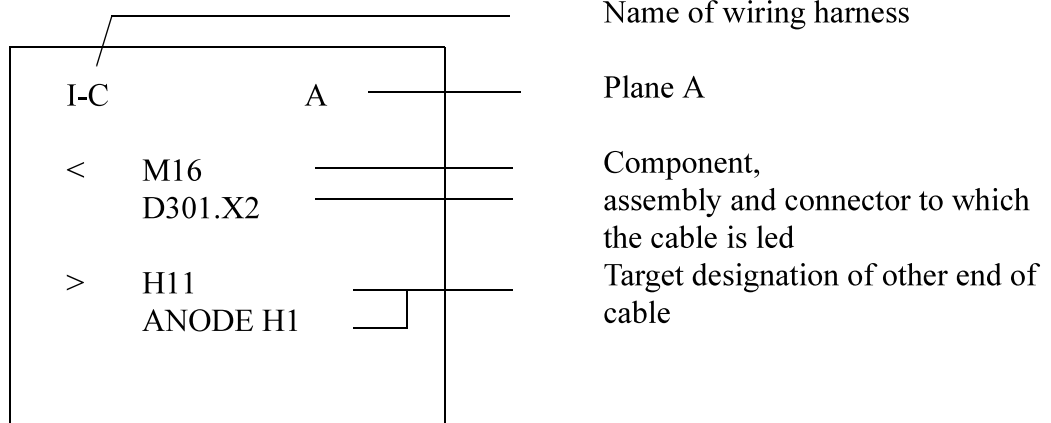 Name of wiring harness
I-C A Plane A
< M16 Component,
D301.X2 assembly and connector to which
the cable is led
> H11 Target designation of other end of
ANODE H1 cable